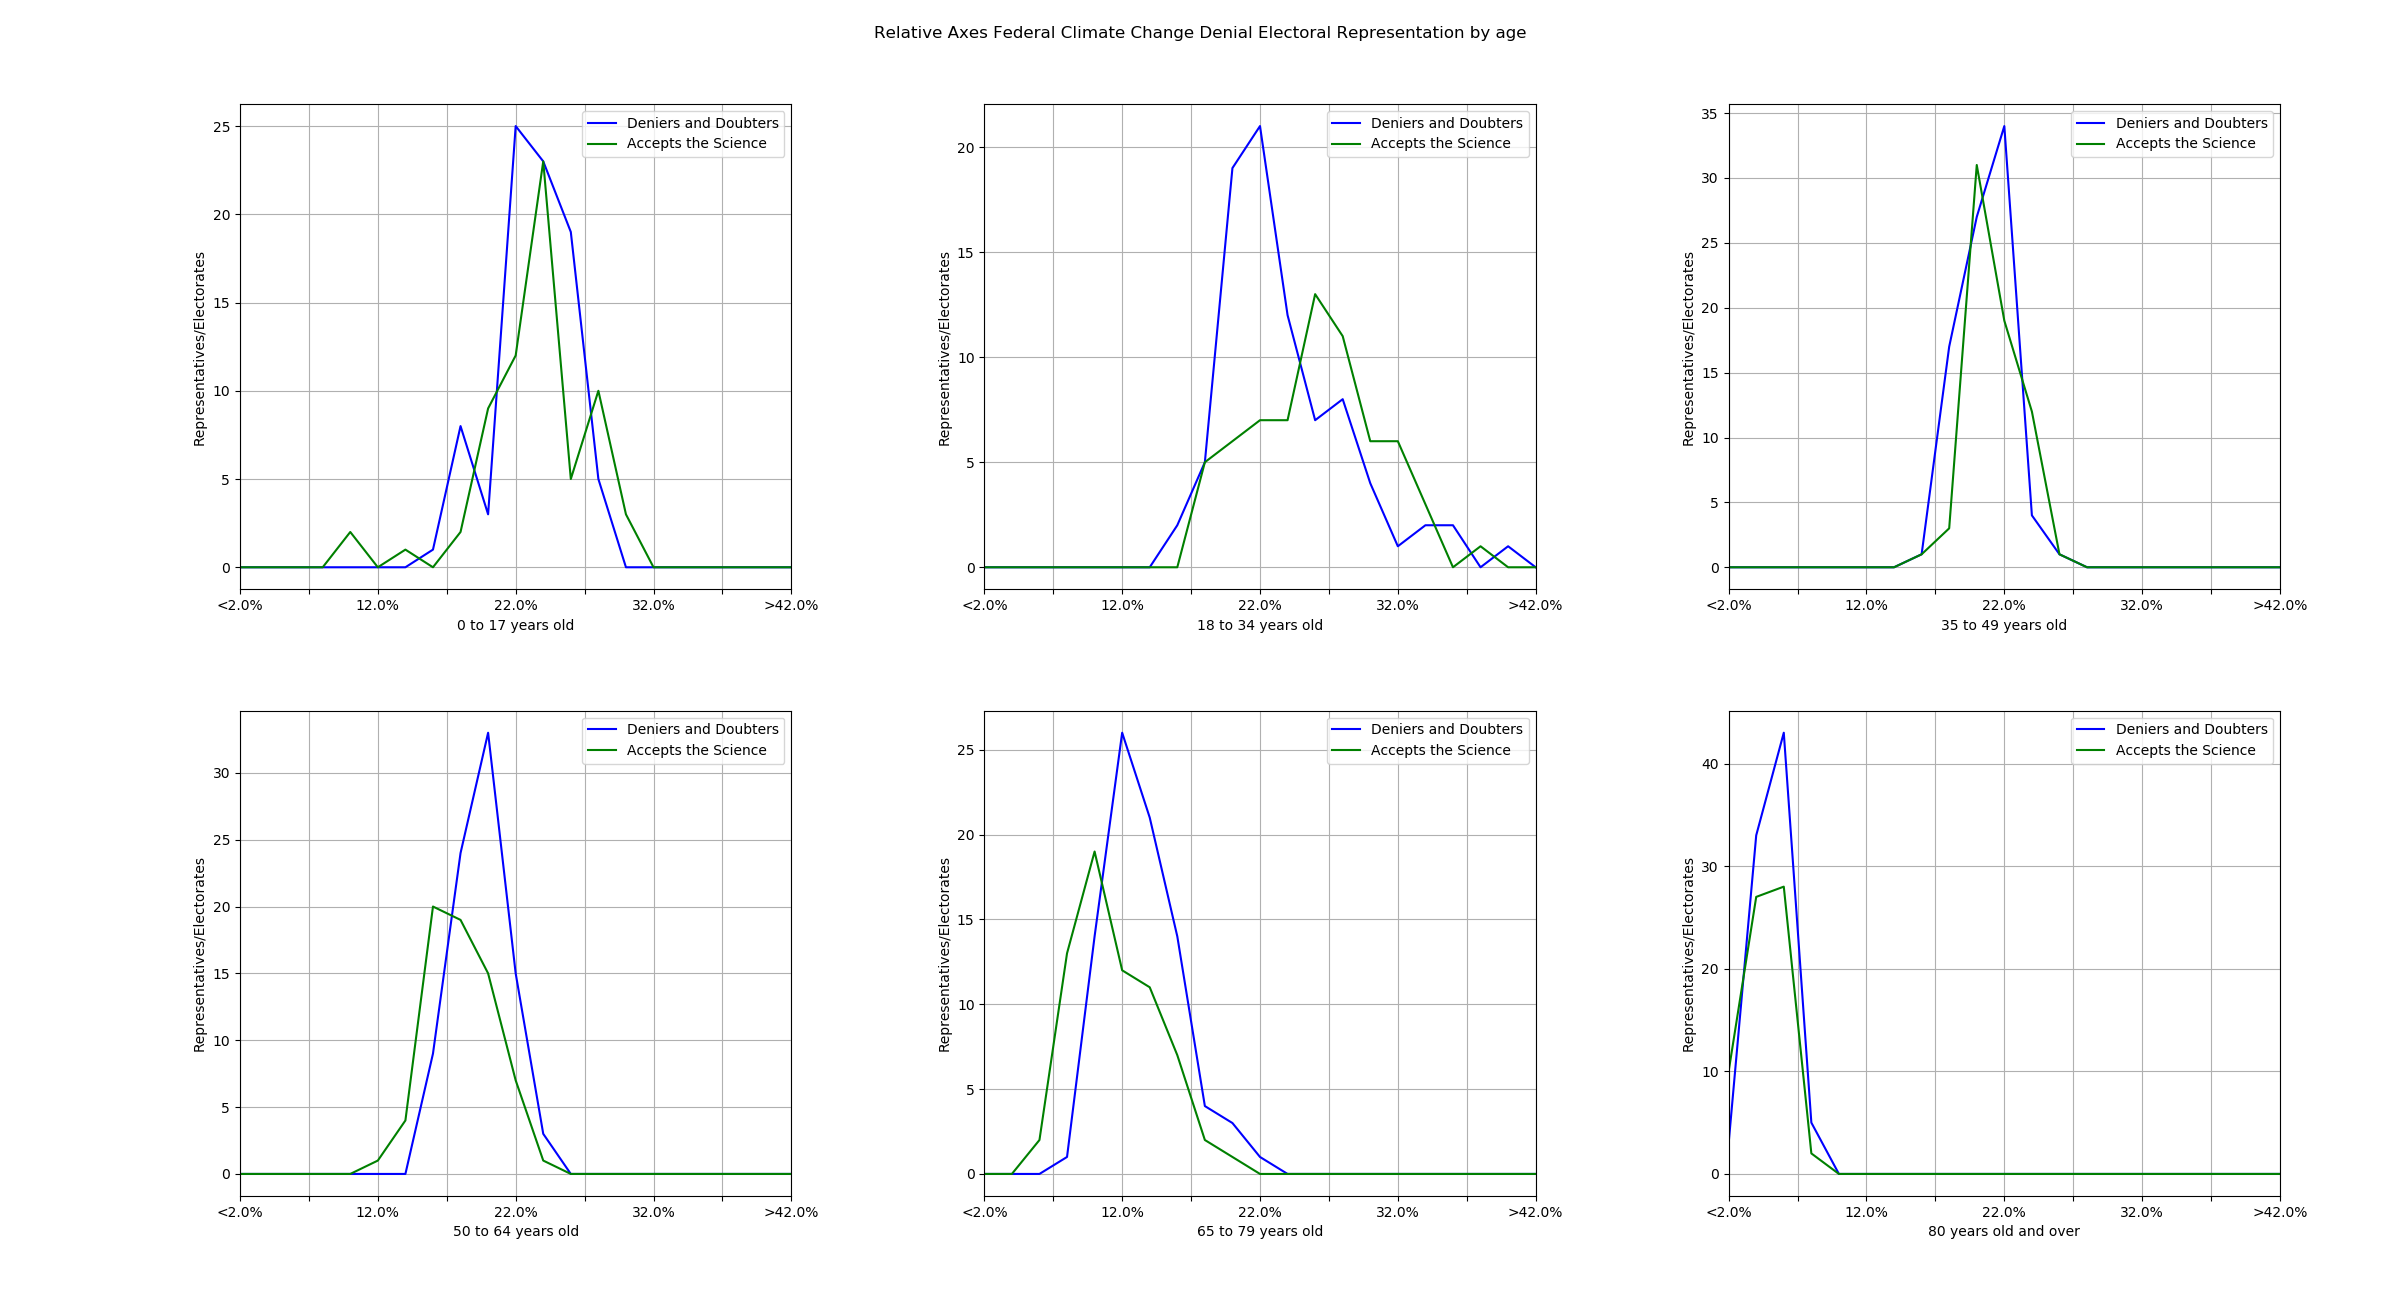 Relative Axes Federal Climate Change Denial Electoral Representation by age
Representatives/Electorates
25
20
15
10
5
0
<2.0% 12.0% 22.0% 32.0% >42.0%
0 to 17 years old
Deniers and Doubters
Accepts the Science
Representatives/Electorates
20
15
10
5
0
<2.0% 12.0% 22.0% 32.0% >42.0%
18 to 34 years old
Deniers and Doubters
Accepts the Science
Representatives/Electorates
35
30
25
20
15
10
5
0
<2.0% 12.0% 22.0% 32.0% >42.0%
35 to 49 years old
Deniers and Doubters
Accepts the Science
Representatives/Electorates
30
25
20
15
10
5
0
<2.0% 12.0% 22.0% 32.0% >42.0%
50 to 64 years old
Deniers and Doubters
Accepts the Science
Representatives/Electorates
25
20
15
10
5
0
<2.0% 12.0% 22.0% 32.0% >42.0%
65 to 79 years old
Deniers and Doubters
Accepts the Science
Representatives/Electorates
40
30
20
10
0
<2.0% 12.0% 22.0% 32.0% >42.0%
80 years old and over
Deniers and Doubters
Accepts the Science